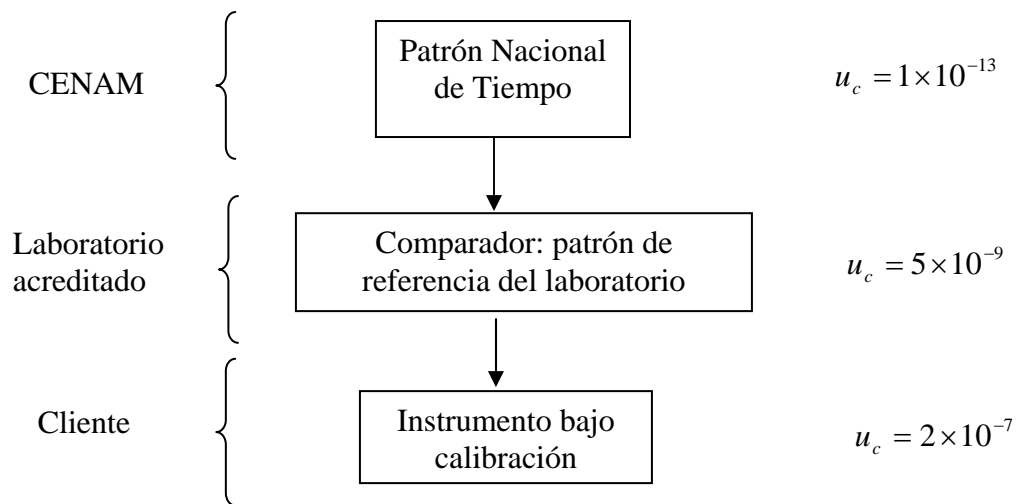 CENAM
Patrón Nacional
de Tiempo
u_c = 1×10^{−13}
Laboratorio
acreditado
Comparador: patrón de
referencia del laboratorio
u_c = 5×10^{−9}
Cliente
Instrumento bajo
calibración
u_c = 2×10^{−7}